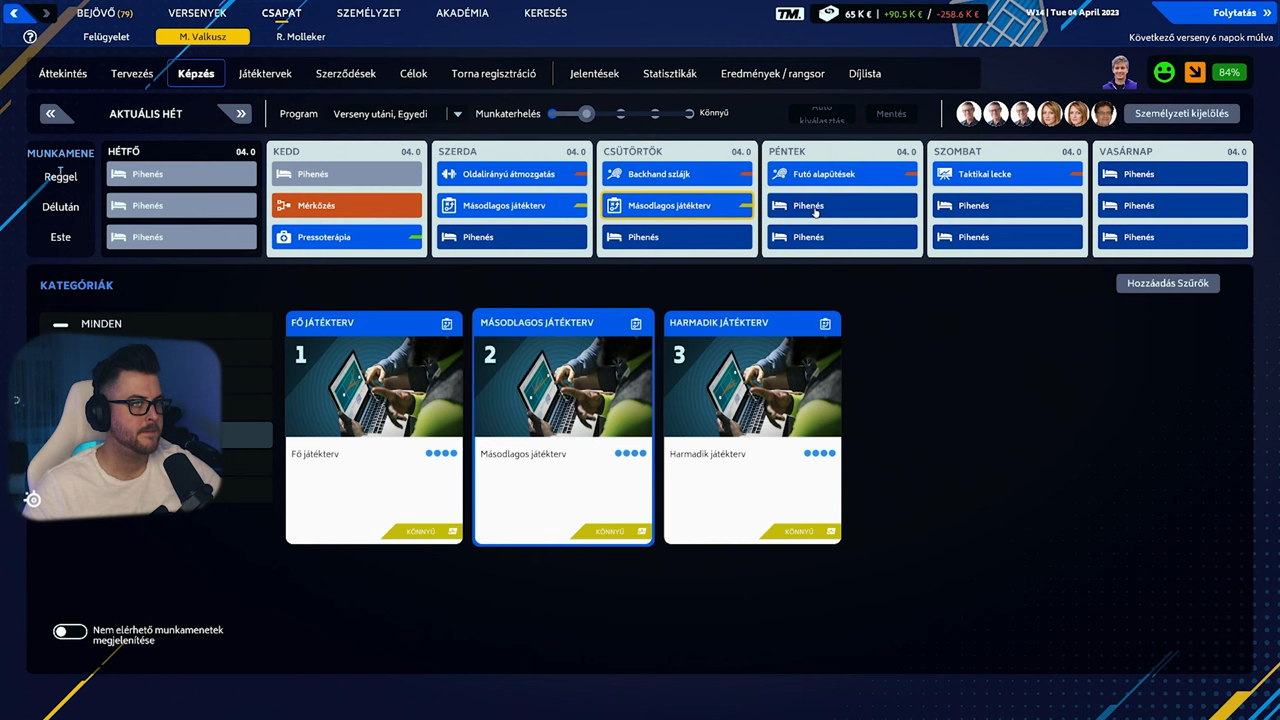 BEJÖVŐ (79)
VERSENYEK
CSAPAT
SZEMÉLYZET
AKADÉMIA
KERESÉS
TM.
65 K € | +90.5 K € / -258.6 K €
W14 | Tue 04 April 2023
Folytatás
Felügyelet
M. Valkusz
R. Molleker
Következő verseny 6 napok múlva
Áttekintés
Tervezés
Képzés
Játéktervek
Szerződések
Célok
Torna regisztráció
Jelentések
Statisztikák
Eredmények / rangsor
Díjlista
84%
AKTUÁLIS HÉT
Program
Verseny utáni, Egyedi
Munkaterhelés
Könnyű
Auto kiválasztás
Mentés
Személyzeti kijelölés
MUNKAMENE
T
Reggel
Délután
Este
HÉTFŐ 04. 0
Pihenés
Pihenés
Pihenés
KEDD 04. 0
Pihenés
Mérkőzés
Pressoterápia
SZERDA 04. 0
Oldalirányú átmozgatás
Másodlagos játékterv
Pihenés
CSÜTÖRTÖK 04. 0
Backhand szlájk
Másodlagos játékterv
Pihenés
PÉNTEK 04. 0
Futó alapütések
Pihenés
Pihenés
SZOMBAT 04. 0
Taktikai lecke
Pihenés
Pihenés
VASÁRNAP 04. 0
Pihenés
Pihenés
Pihenés
KATEGÓRIÁK
Hozzáadás Szűrők
MINDEN
FŐ JÁTÉKTERV
1
Fő játékterv
KÖNNYŰ
MÁSODLAGOS JÁTÉKTERV
2
Másodlagos játékterv
KÖNNYŰ
HARMADIK JÁTÉKTERV
3
Harmadik játékterv
KÖNNYŰ
Nem elérhető munkamenetek
megjelenítése